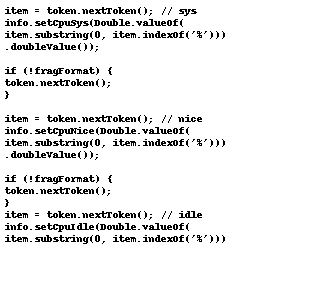 item = token.nextToken(); // sys
info.setCpuSys(Double.valueOf(
item.substring(0, item.indexOf('%')))
.doubleValue());
if (!fragFormat) {
token.nextToken();
}
item = token.nextToken(); // nice
info.setCpuNice(Double.valueOf(
item.substring(0, item.indexOf('%')))
.doubleValue());
if (!fragFormat) {
token.nextToken();
}
item = token.nextToken(); // idle
info.setCpuIdle(Double.valueOf(
item.substring(0, item.indexOf('%')))